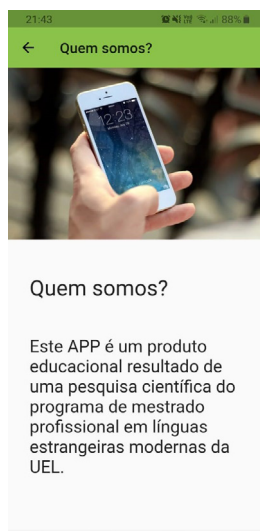 21:43
88%
Quem somos?
12:23
Quem somos?
Este APP é um produto
educacional resultado de
uma pesquisa científica do
programa de mestrado
profissional em línguas
estrangeiras modernas da
UEL.